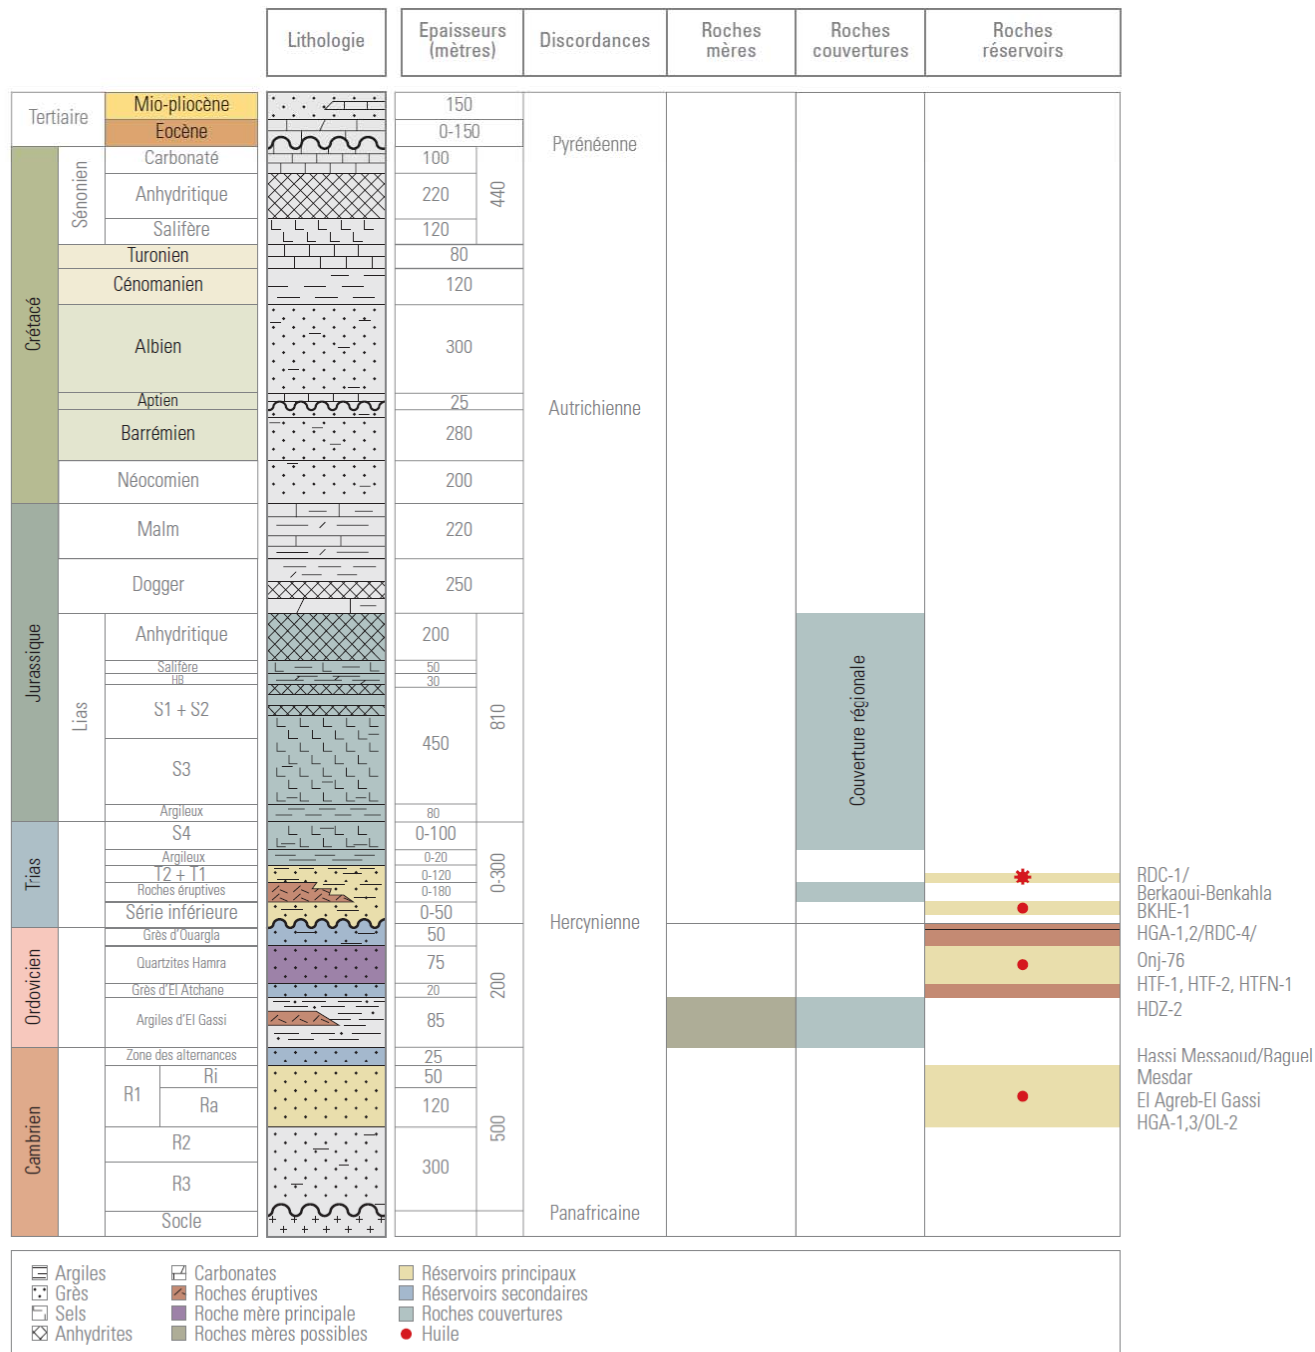 Lithologie
Epaisseurs
(mètres)
Discordances
Roches
mères
Roches
couvertures
Roches
réservoirs
Tertiaire
Mio-pliocène
150
Eocène
0-150
Pyrénéenne
Crétacé
Sénonien
Carbonaté
100
440
Anhydritique
220
Salifère
120
Turonien
80
Cénomanien
120
Albien
300
Aptien
25
Autrichienne
Barrémien
280
Néocomien
200
Jurassique
Malm
220
Dogger
250
Lias
Anhydritique
200
810
Couverture régionale
Salifère
50
HB
30
S1 + S2
450
S3
Argileux
80
Trias
S4
0-100
0-300
Argileux
0-20
T2 + T1
0-120
RDC-1/
Roches éruptives
0-180
Berkaoui-Benkahla
Série inférieure
0-50
BKHE-1
Hercynienne
Ordovicien
Grès d'Ouargla
50
200
HGA-1,2/RDC-4/
Quartzites Hamra
75
Onj-76
Grès d'El Atchane
20
HTF-1, HTF-2, HTFN-1
Argiles d'El Gassi
85
HDZ-2
Cambrien
Zone des alternances
25
500
Hassi Messaoud/Baguel
R1
Ri
50
Mesdar
Ra
120
El Agreb-El Gassi
HGA-1,3/OL-2
R2
300
R3
Socle
Panafricaine
Argiles
Carbonates
Réservoirs principaux
Grès
Roches éruptives
Réservoirs secondaires
Sels
Roche mère principale
Roches couvertures
Anhydrites
Roches mères possibles
Huile